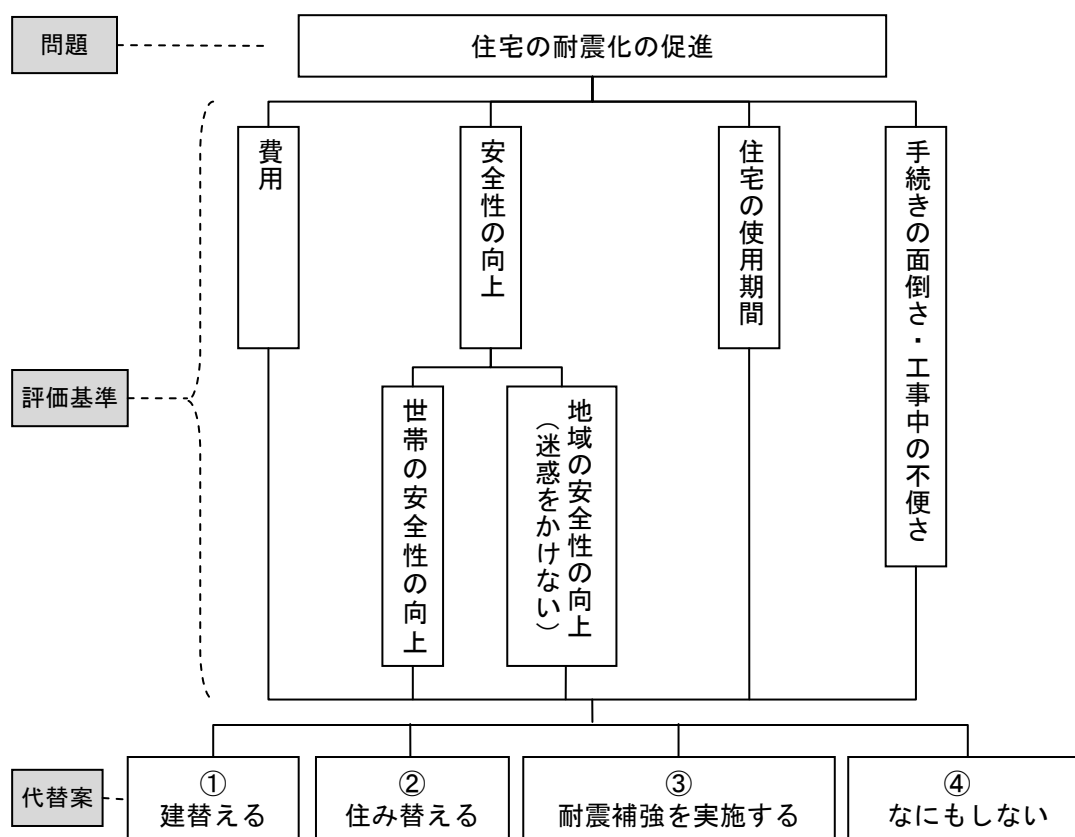 問題
住宅の耐震化の促進
評価基準
費用
安全性の向上
住宅の使用期間
手続きの面倒さ・工事中の不便さ
世帯の安全性の向上
地域の安全性の向上
（迷惑をかけない）
代替案
①
建替える
②
住み替える
③
耐震補強を実施する
④
なにもしない